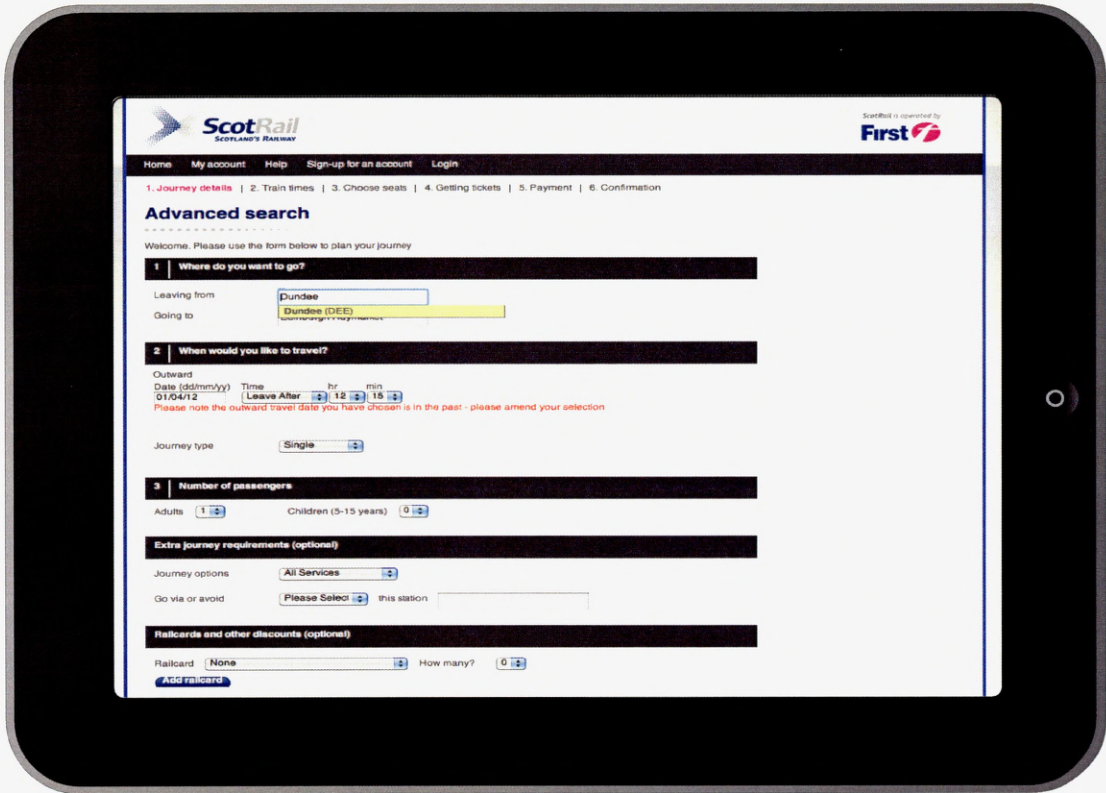 ScotRail
SCOTLAND'S RAILWAY
ScotRail is operated by
First
Home My account Help Sign-up for an account Login
1. Journey details | 2. Train times | 3. Choose seats | 4. Getting tickets | 5. Payment | 6. Confirmation
Advanced search
Welcome. Please use the form below to plan your journey
1 Where do you want to go?
Leaving from Dundee
Dundee (DEE)
Going to
2 When would you like to travel?
Outward
Date (dd/mm/yy) Time hr min
01/04/12 Leave After 12 15
Please note the outward travel date you have chosen is in the past - please amend your selection
Journey type Single
3 Number of passengers
Adults 1 Children (5-15 years) 0
Extra journey requirements (optional)
Journey options All Services
Go via or avoid Please Select this station
Railcards and other discounts (optional)
Railcard None How many? 0
Add railcard